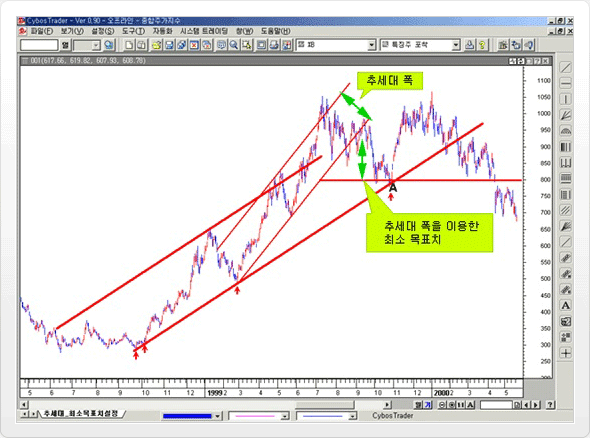 CybosTrader - Ver 0,90 - 오프라인 - 종합주가지수
파일(F) 보기(V) 설정(S) 도구(T) 자동화 시스템 트레이딩 창(W) 도움말(H)
특징주 포착
001(617.66, 619.82, 607.93, 608.78)
추세대 폭
1100
1050
1000
950
900
850
800
750
700
650
600
550
500
450
400
350
300
250
200
A
추세대 폭을 이용한
최소 목표치
5 6 7 8 9 10 12 1999 2 3 4 5 6 7 8 9 10 11 12 2000 2 3 4 5
추세대_최소목표치설정
CybosTrader